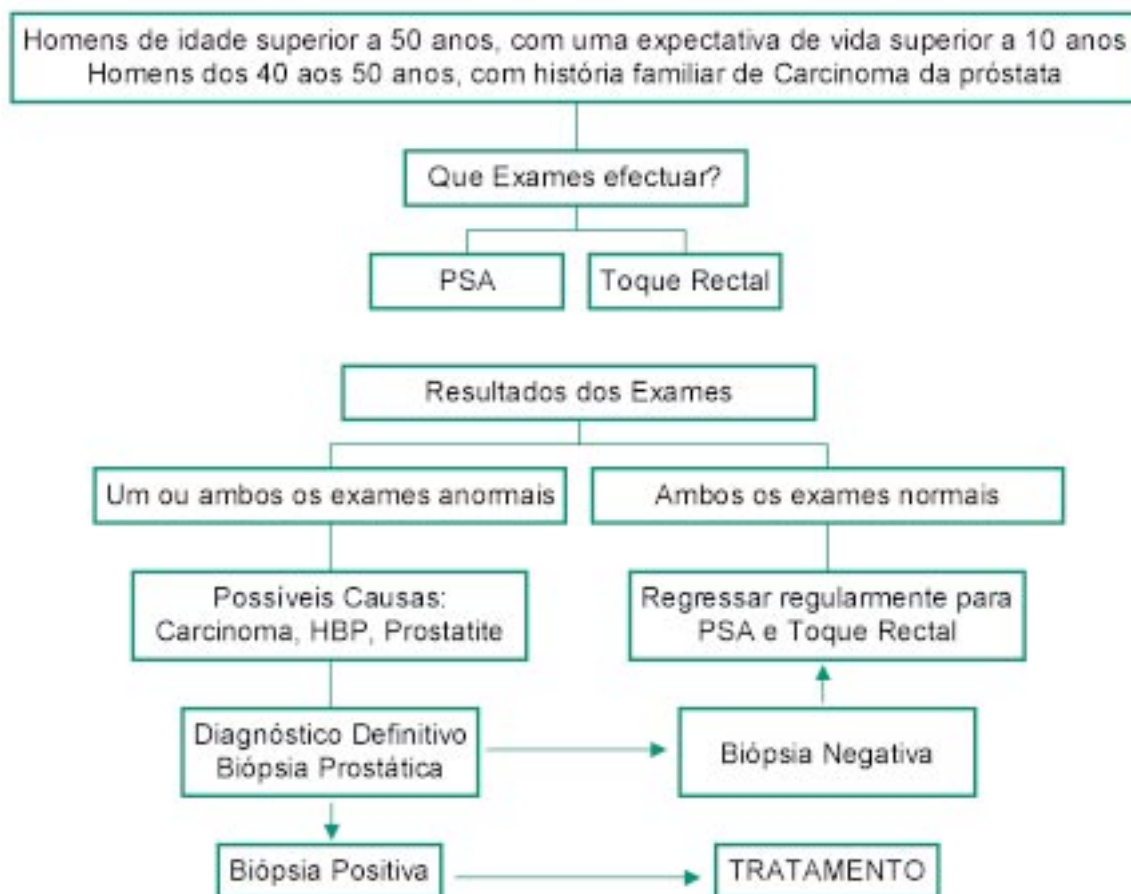 Homens de idade superior a 50 anos, com uma expectativa de vida superior a 10 anos
Homens dos 40 aos 50 anos, com história familiar de Carcinoma da próstata
Que Exames efectuar?
PSA
Toque Rectal
Resultados dos Exames
Um ou ambos os exames anormais
Ambos os exames normais
Possíveis Causas:
Carcinoma, HBP, Prostatite
Regressar regularmente para
PSA e Toque Rectal
Diagnóstico Definitivo
Biópsia Prostática
Biópsia Negativa
Biópsia Positiva
TRATAMENTO